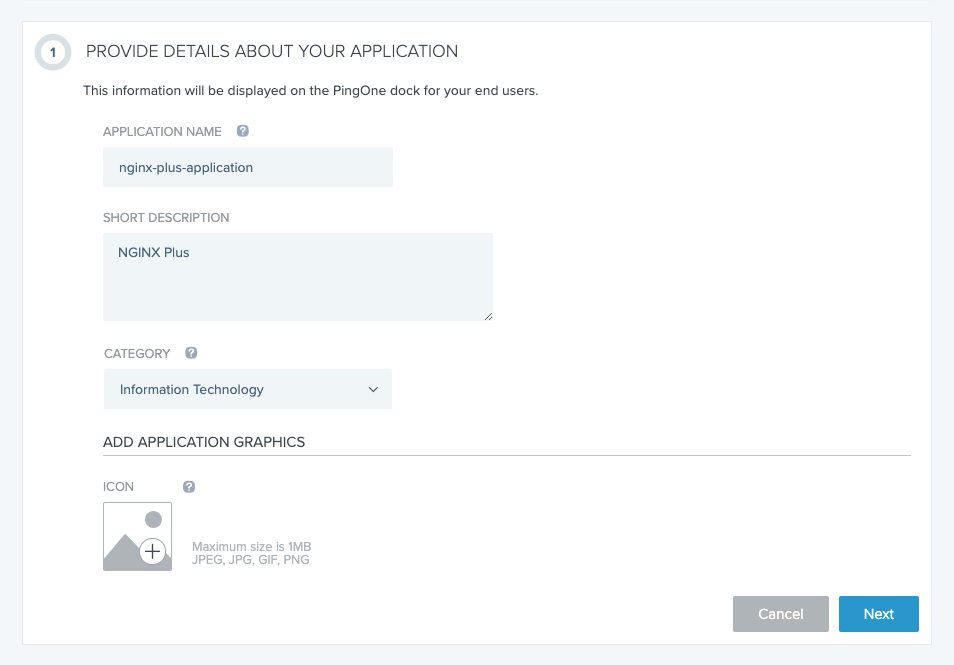 1
PROVIDE DETAILS ABOUT YOUR APPLICATION
This information will be displayed on the PingOne dock for your end users.
APPLICATION NAME ?
nginx-plus-application
SHORT DESCRIPTION
NGINX Plus
CATEGORY ?
Information Technology
ADD APPLICATION GRAPHICS
ICON ?
Maximum size is 1MB
JPEG, JPG, GIF, PNG
Cancel
Next